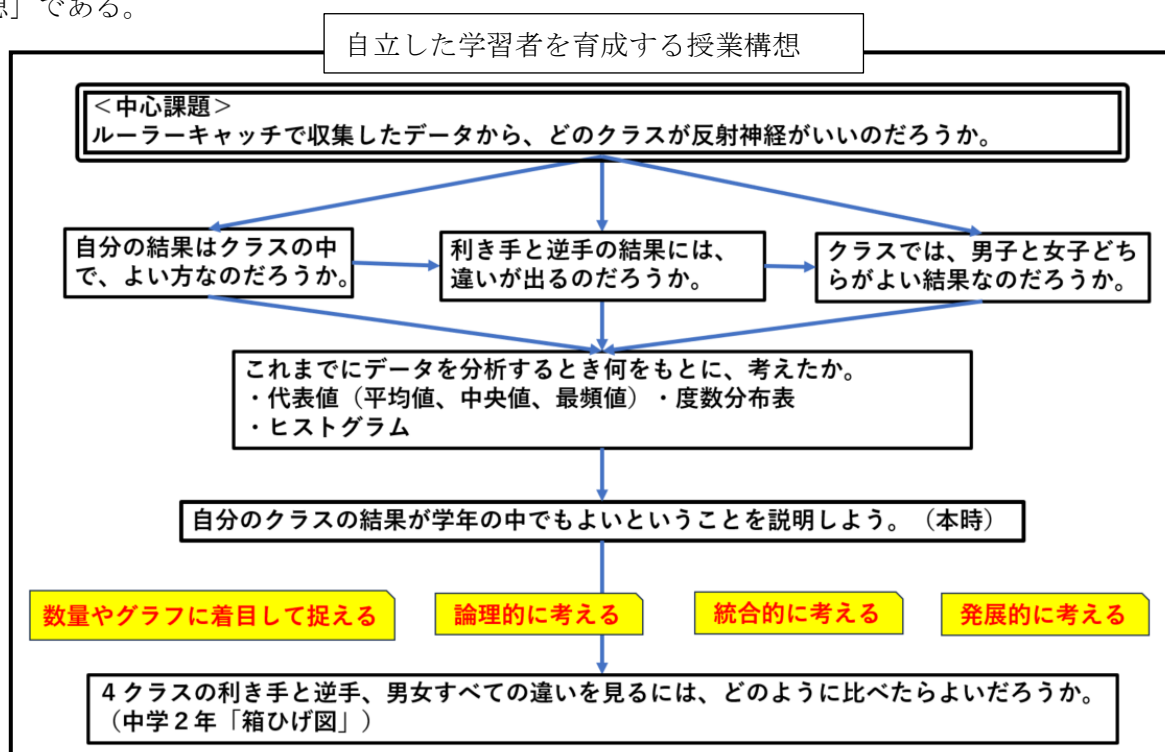 想」である。
自立した学習者を育成する授業構想
＜中心課題＞
ルーラーキャッチで収集したデータから、どのクラスが反射神経がいいのだろうか。
自分の結果はクラスの中
で、よい方なのだろうか。
利き手と逆手の結果には、
違いが出るのだろうか。
クラスでは、男子と女子どち
らがよい結果なのだろうか。
これまでにデータを分析するとき何をもとに、考えたか。
・代表値（平均値、中央値、最頻値）・度数分布表
・ヒストグラム
自分のクラスの結果が学年の中でもよいということを説明しよう。（本時）
数量やグラフに着目して捉える
論理的に考える
統合的に考える
発展的に考える
４クラスの利き手と逆手、男女すべての違いを見るには、どのように比べたらよいだろうか。
（中学２年「箱ひげ図」）